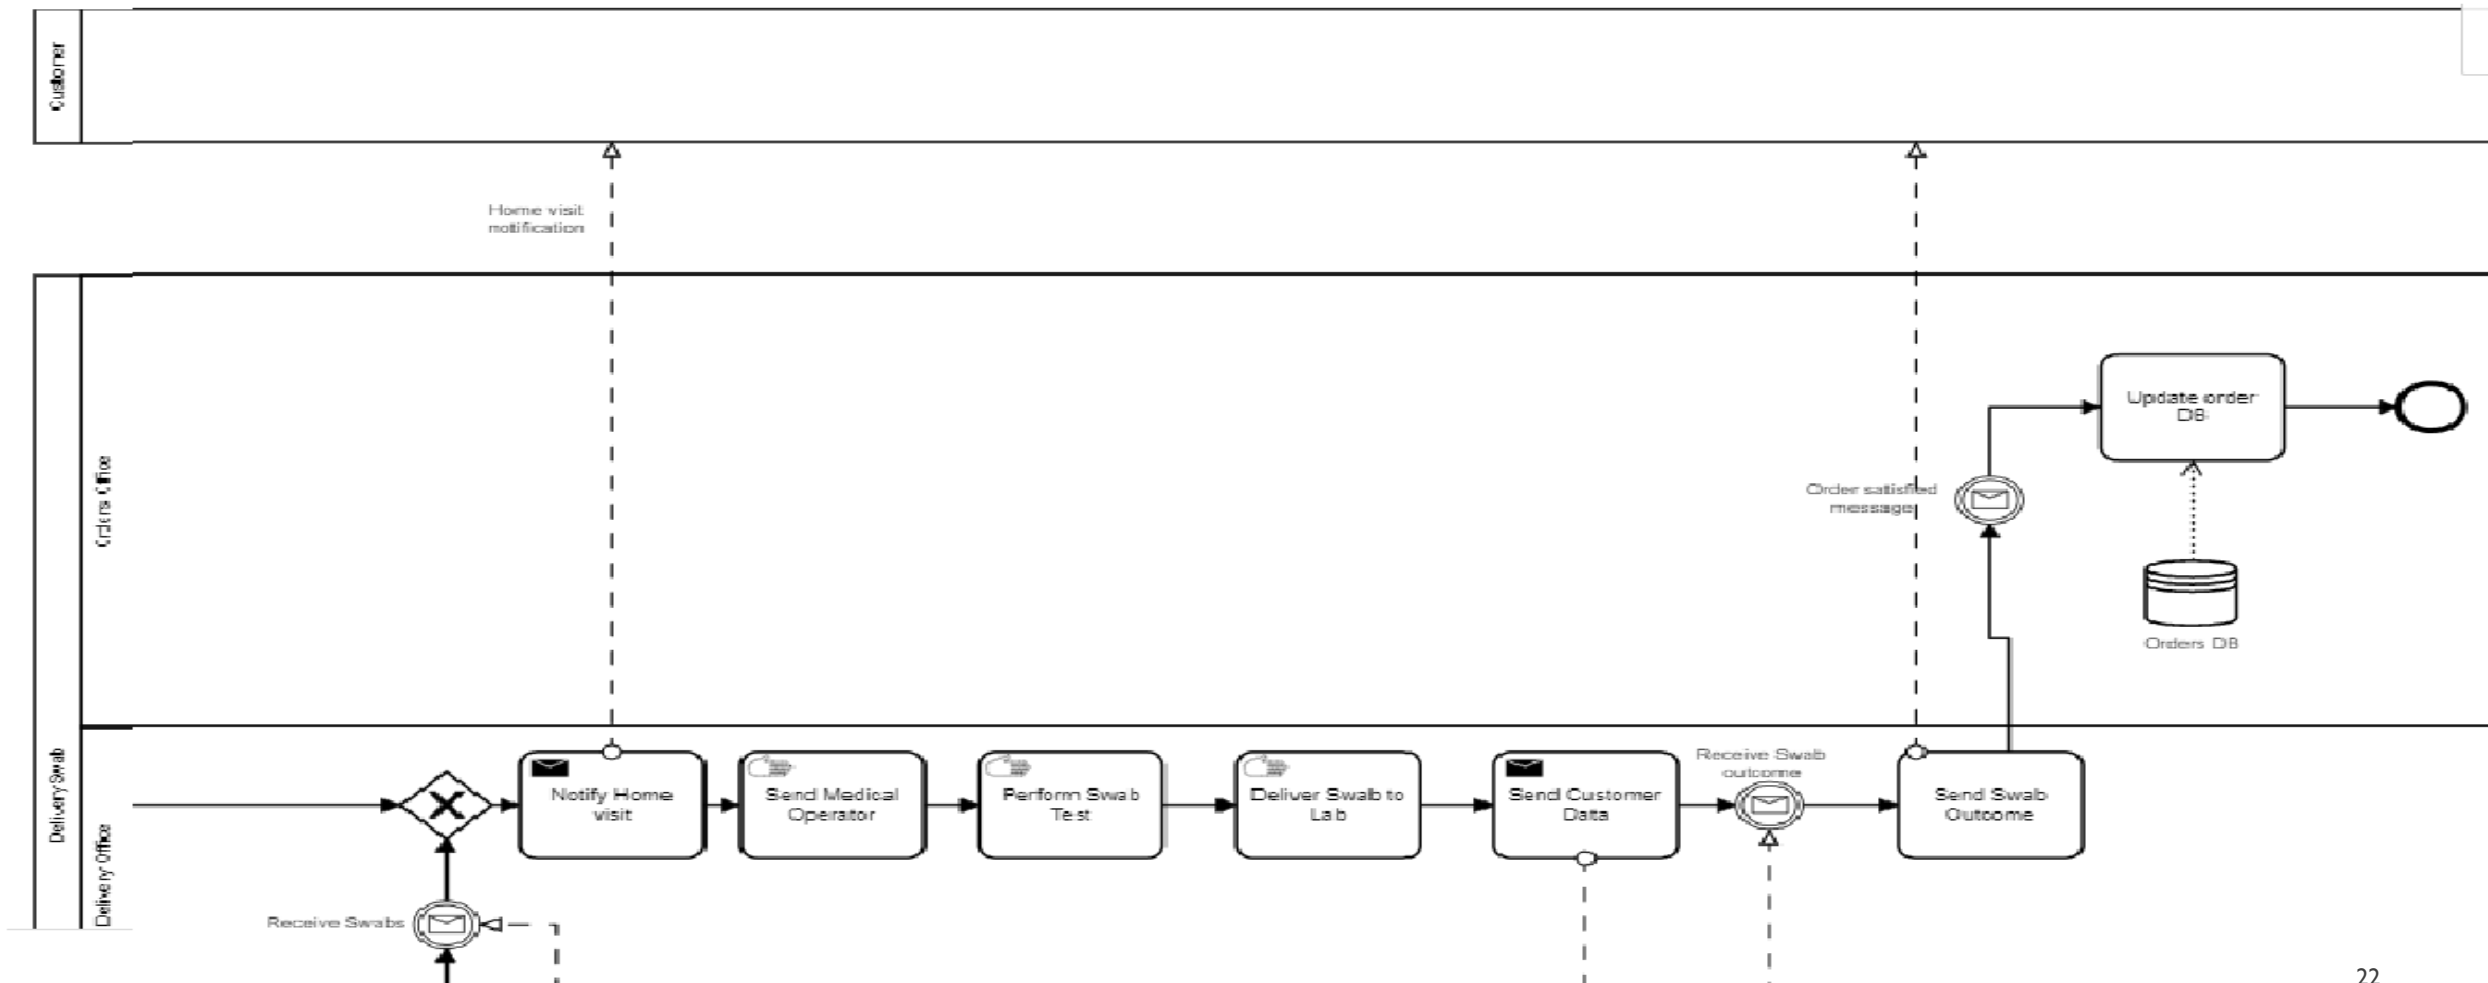 Customer
Home visit
notification
Orders Office
Update order
DB
Order satisfied
message
Orders DB
Delivery Swab
Delivery Office
Notify Home
visit
Send Medical
Operator
Perform Swab
Test
Deliver Swab to
Lab
Send Customer
Data
Receive Swab
outcome
Send Swab
Outcome
Receive Swabs
22